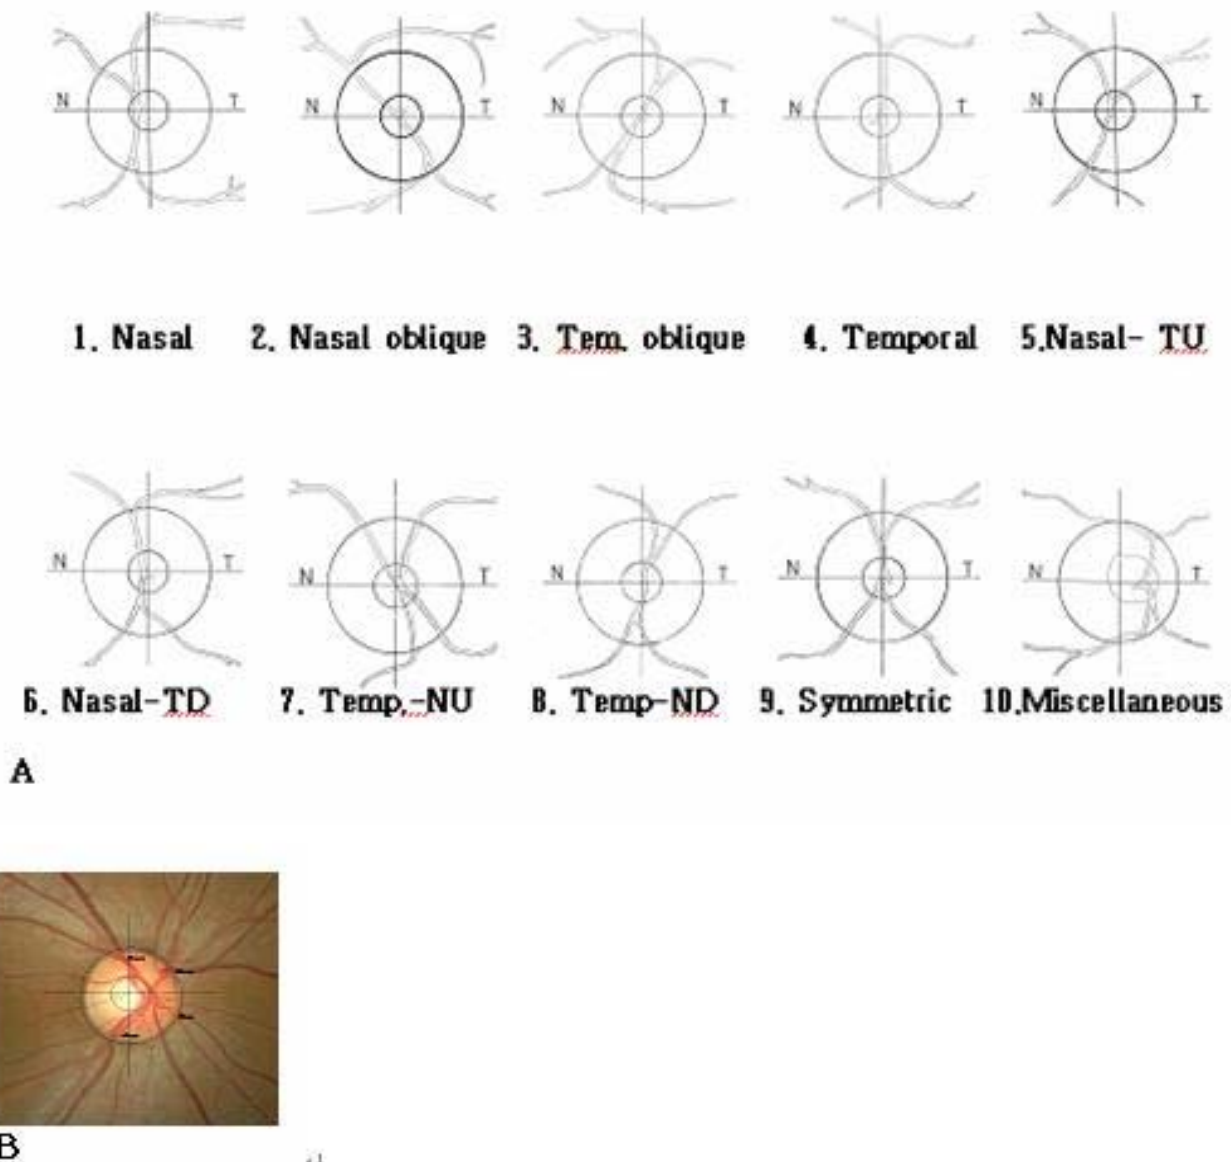 N T N T N T N T N T
1. Nasal 2. Nasal oblique 3. Tem. oblique 4. Temporal 5.Nasal- TU
N T N T N T N T N T
6. Nasal-TD 7. Temp.-NU 8. Temp-ND 9. Symmetric 10.Miscellaneous
A
B